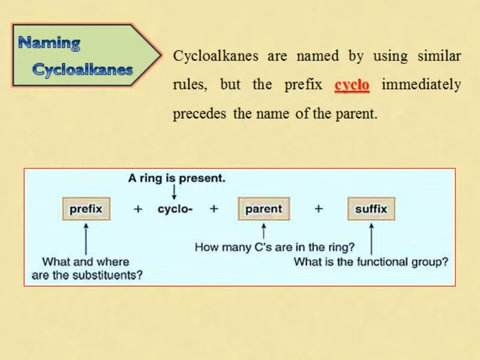 Naming
Cycloalkanes
Cycloalkanes are named by using similar
rules, but the prefix cyclo immediately
precedes the name of the parent.
A ring is present.
prefix + cyclo- + parent + suffix
How many C's are in the ring?
What and where
are the substituents?
What is the functional group?